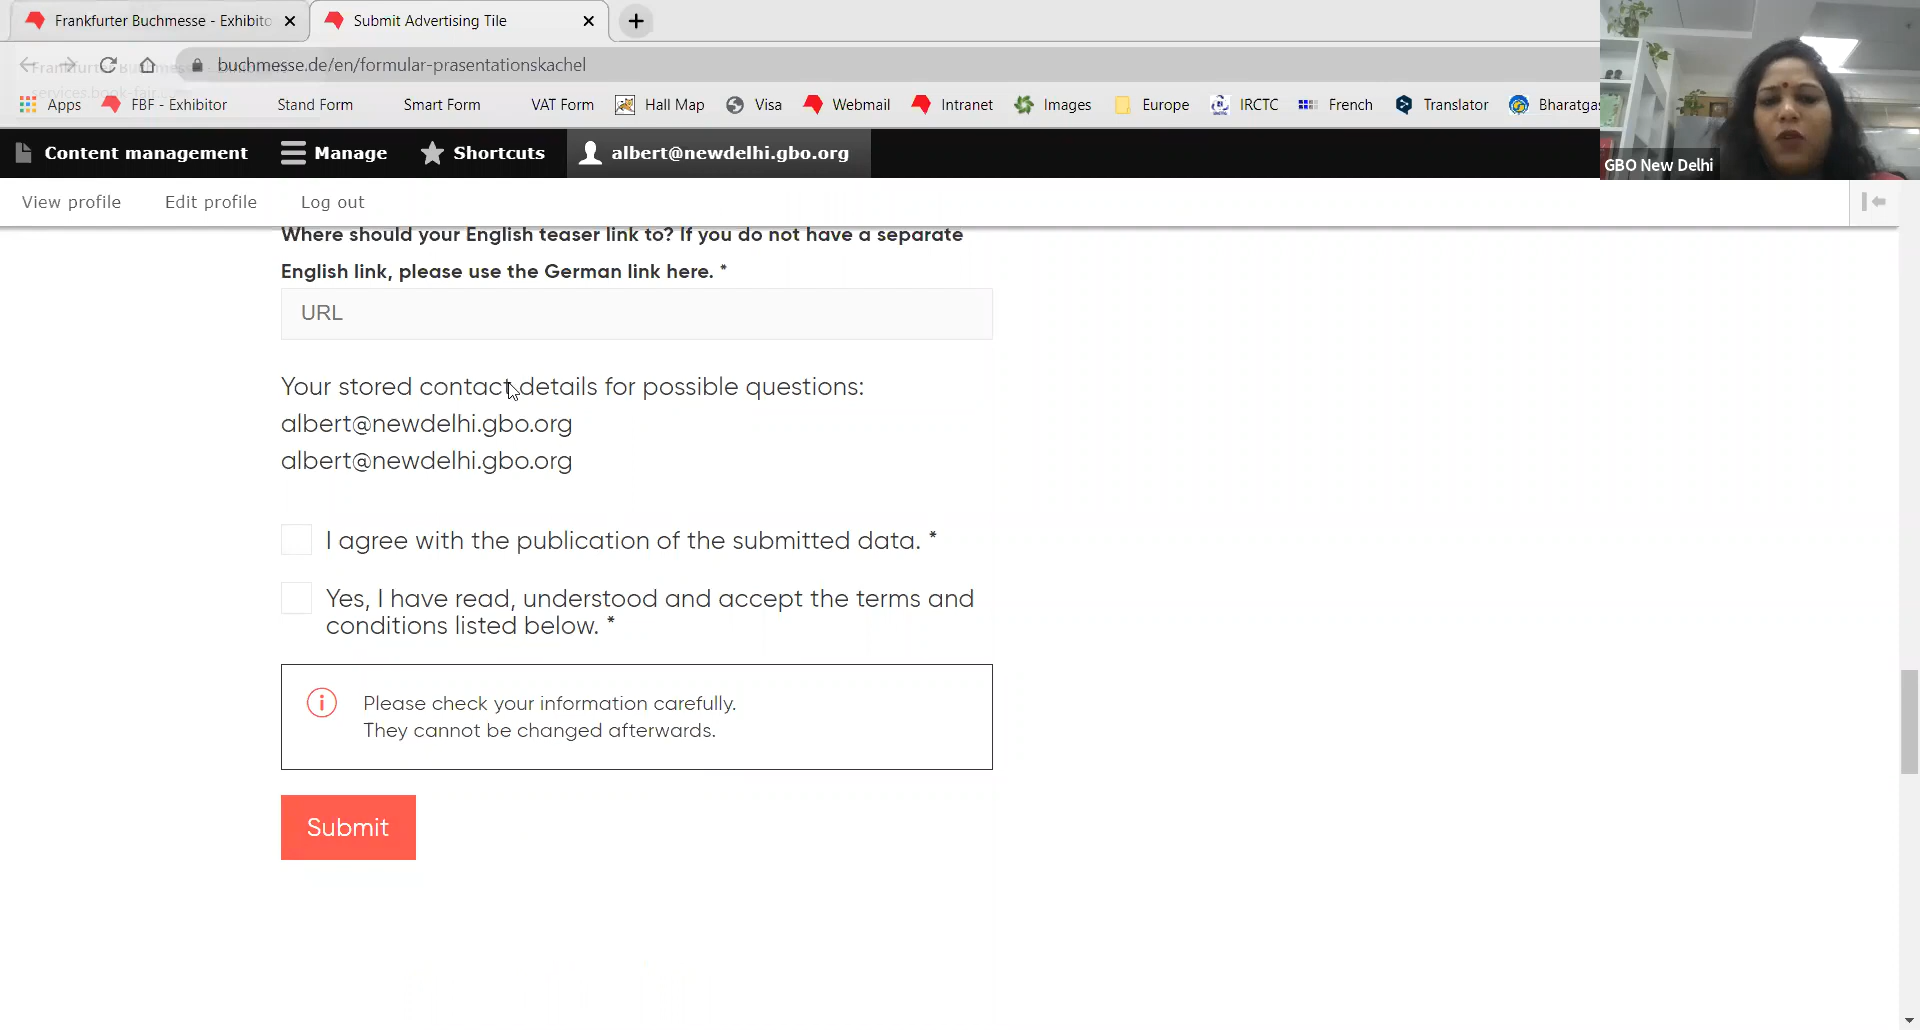 Frankfurter Buchmesse - Exhibito
Submit Advertising Tile
buchmesse.de/en/formular-prasentationskachel
Apps FBF - Exhibitor Stand Form Smart Form VAT Form Hall Map Visa Webmail Intranet Images Europe IRCTC French Translator Bharatgas
Content management Manage Shortcuts albert@newdelhi.gbo.org
GBO New Delhi
View profile Edit profile Log out
Where should your English teaser link to? If you do not have a separate
English link, please use the German link here. *
URL
Your stored contact details for possible questions:
albert@newdelhi.gbo.org
albert@newdelhi.gbo.org
I agree with the publication of the submitted data. *
Yes, I have read, understood and accept the terms and
conditions listed below. *
Please check your information carefully.
They cannot be changed afterwards.
Submit